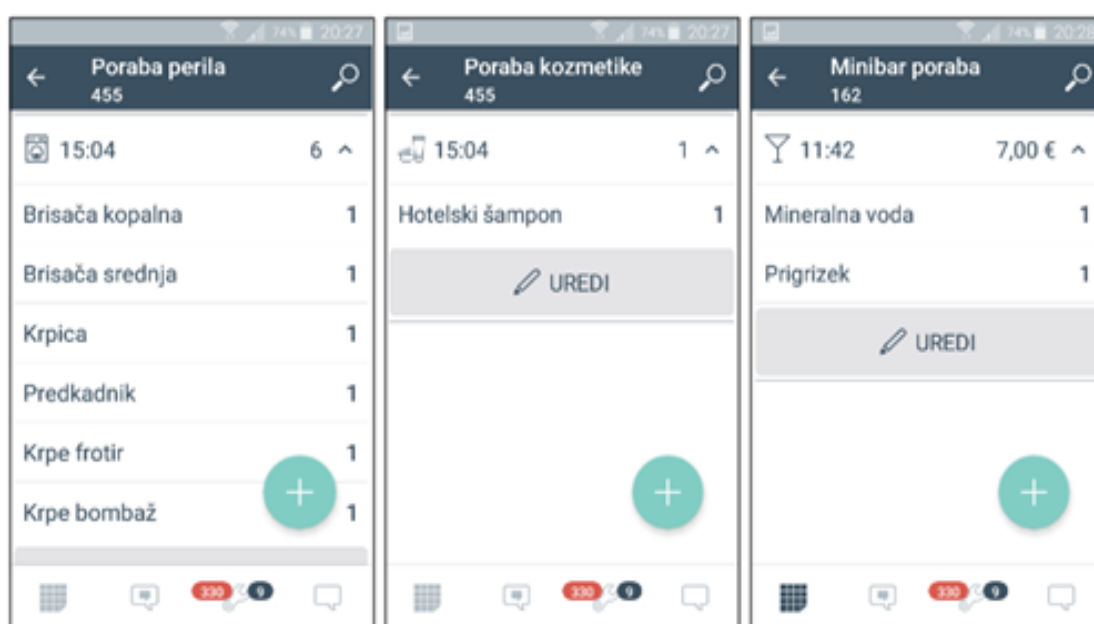 74% 20:27
Poraba perila
455
15:04 6
Brisača kopalna 1
Brisača srednja 1
Krpica 1
Predkadnik 1
Krpe frotir 1
Krpe bombaž 1
330 9
74% 20:27
Poraba kozmetike
455
15:04 1
Hotelski šampon 1
UREDI
330 9
74% 20:28
Minibar poraba
162
11:42 7,00 €
Mineralna voda 1
Prigrizek 1
UREDI
330 9